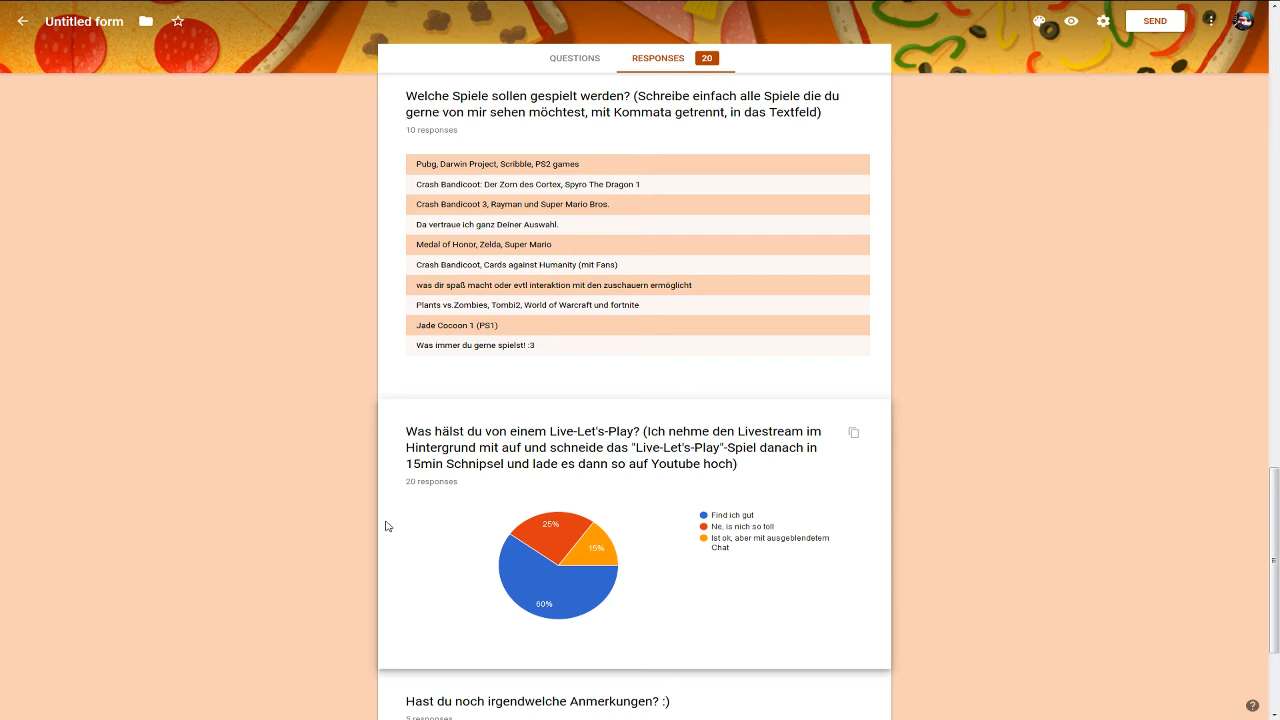 Untitled form
SEND
QUESTIONS
RESPONSES 20
Welche Spiele sollen gespielt werden? (Schreibe einfach alle Spiele die du
gerne von mir sehen möchtest, mit Kommata getrennt, in das Textfeld)
10 responses
Pubg, Darwin Project, Scribble, PS2 games
Crash Bandicoot: Der Zorn des Cortex, Spyro The Dragon 1
Crash Bandicoot 3, Rayman und Super Mario Bros.
Da vertraue ich ganz Deiner Auswahl.
Medal of Honor, Zelda, Super Mario
Crash Bandicoot, Cards against Humanity (mit Fans)
was dir spaß macht oder evtl interaktion mit den zuschauern ermöglicht
Plants vs.Zombies, Tombi2, World of Warcraft und fortnite
Jade Cocoon 1 (PS1)
Was immer du gerne spielst! :3
Was hälst du von einem Live-Let's-Play? (Ich nehme den Livestream im
Hintergrund mit auf und schneide das "Live-Let's-Play"-Spiel danach in
15min Schnipsel und lade es dann so auf Youtube hoch)
20 responses
25%
15%
60%
Find ich gut
Ne, is nich so toll
Ist ok, aber mit ausgeblendetem
Chat
Hast du noch irgendwelche Anmerkungen? :)
5 responses